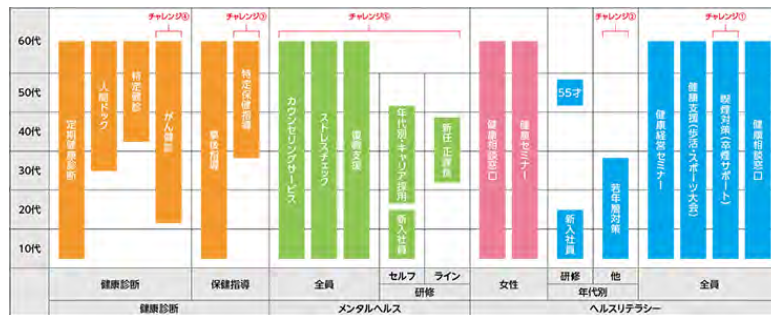 チャレンジ④
チャレンジ③
チャレンジ⑤
チャレンジ③
チャレンジ①
60代
50代
40代
30代
20代
10代
定期健康診断
人間ドック
特定健診
がん健診
事後指導
特定保健指導
カウンセリングサービス
ストレスチェック
復職支援
年代別・キャリア採用
新入社員
新任 正課長
健康相談窓口
健康セミナー
55才
新入社員
若年層対策
健康経営セミナー
健康支援(歩活・スポーツ大会)
喫煙対策(卒煙サポート)
健康相談窓口
健康診断
保健指導
全員
セルフ
ライン
研修
女性
研修
他
年代別
全員
健康診断
メンタルヘルス
ヘルスリテラシー